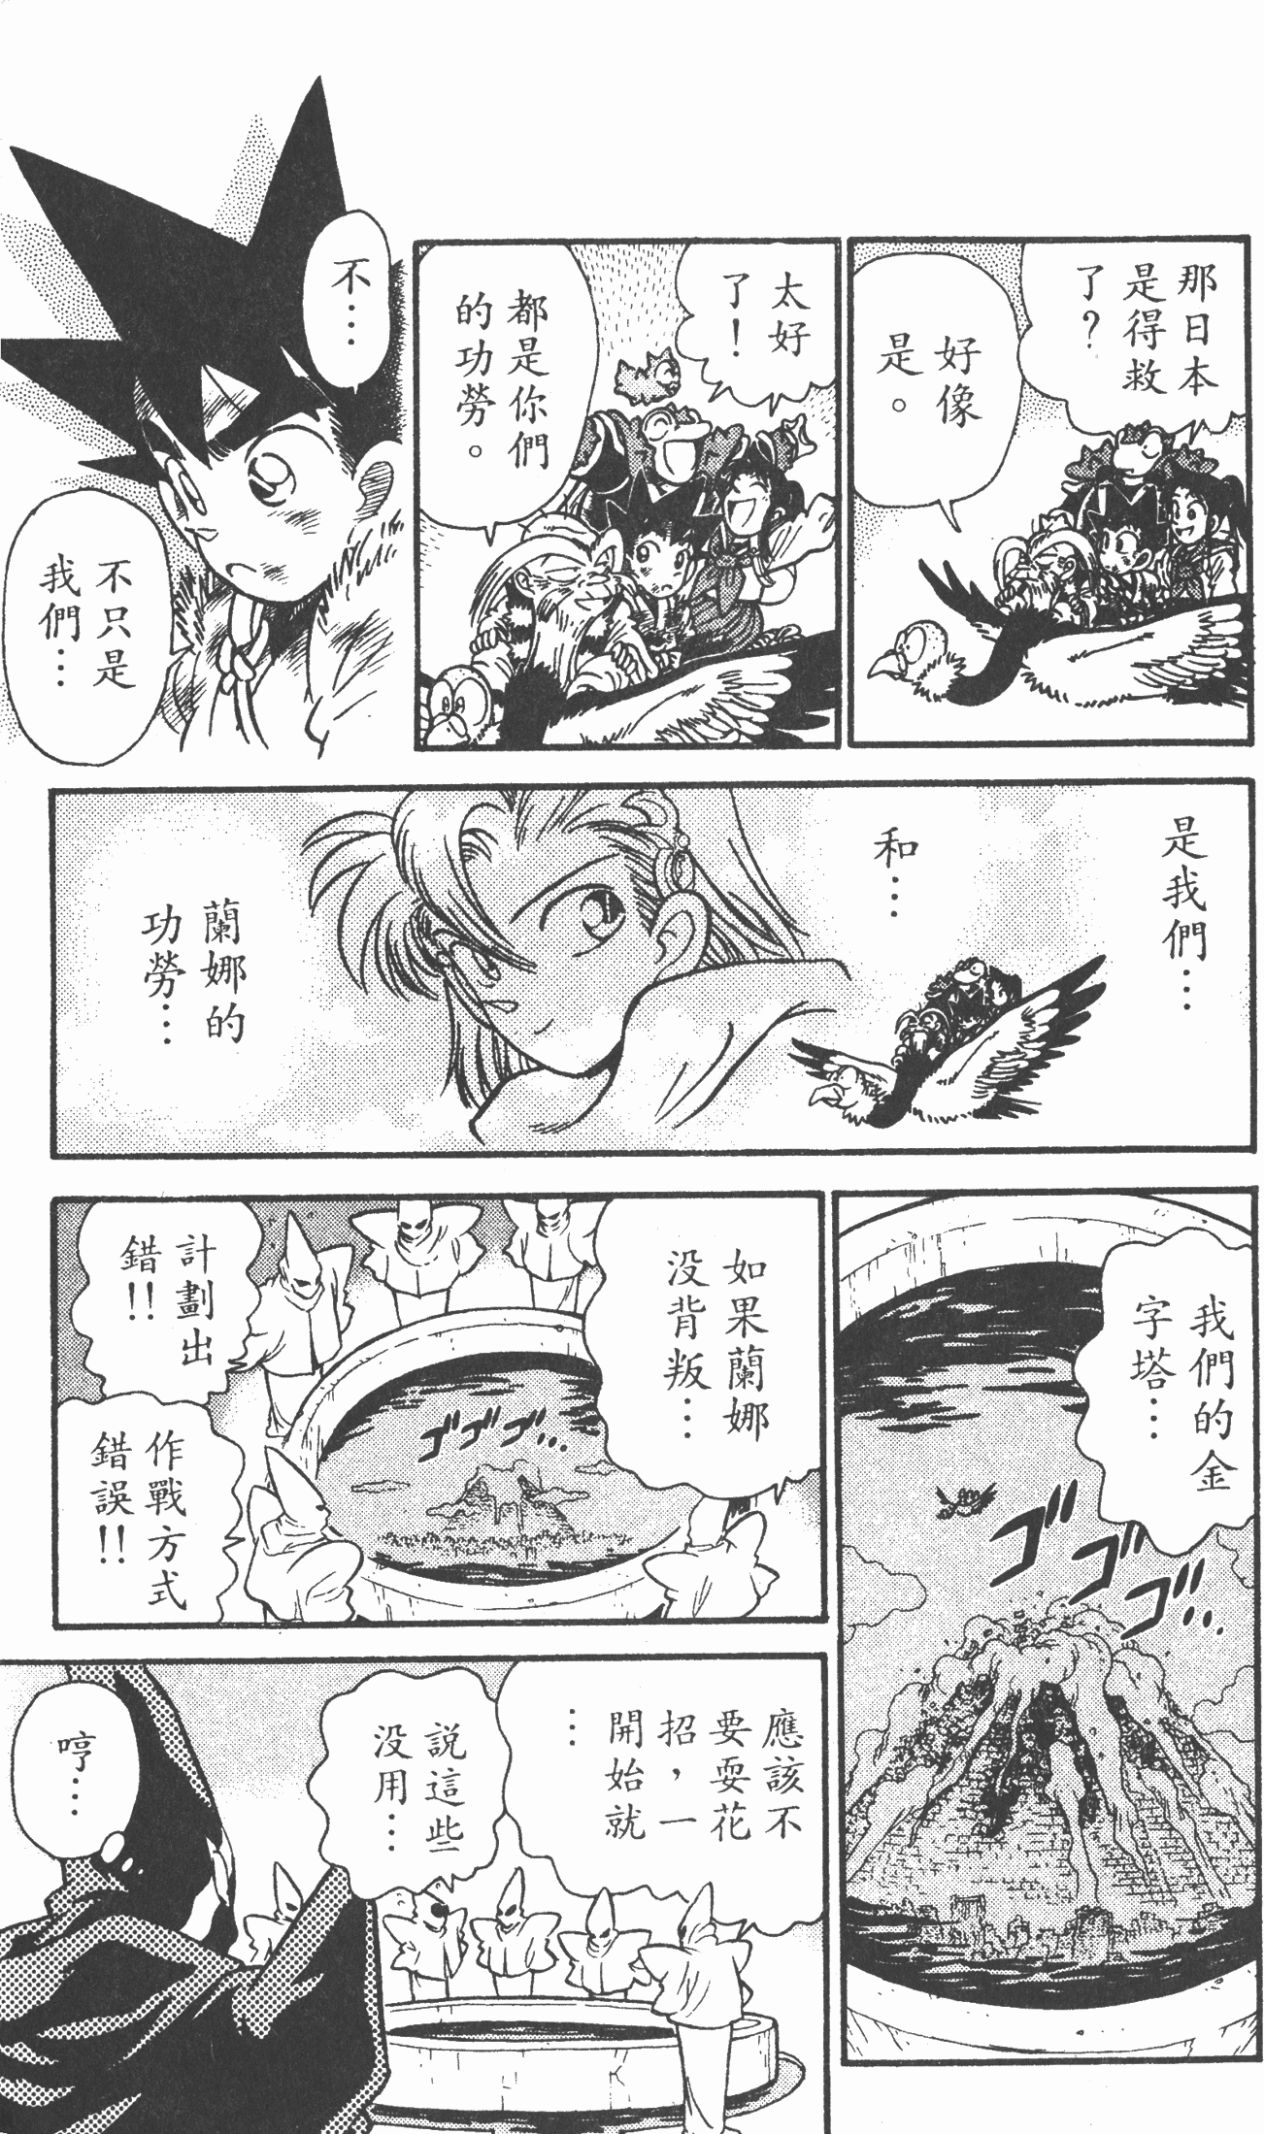 那日本
是得救
了？
好像
是。
太好
了！
都是你們
的功勞。
不…
不只是
我們…
是我們…
和…
蘭娜的
功勞…
我們的金
字塔…
ゴゴゴ…
如果蘭娜
没背叛…
ゴゴゴ…
計劃出
錯！！
作戰方式
錯誤！！
應該不
要耍花
招，一
開始就
…
說這些
没用…
哼…